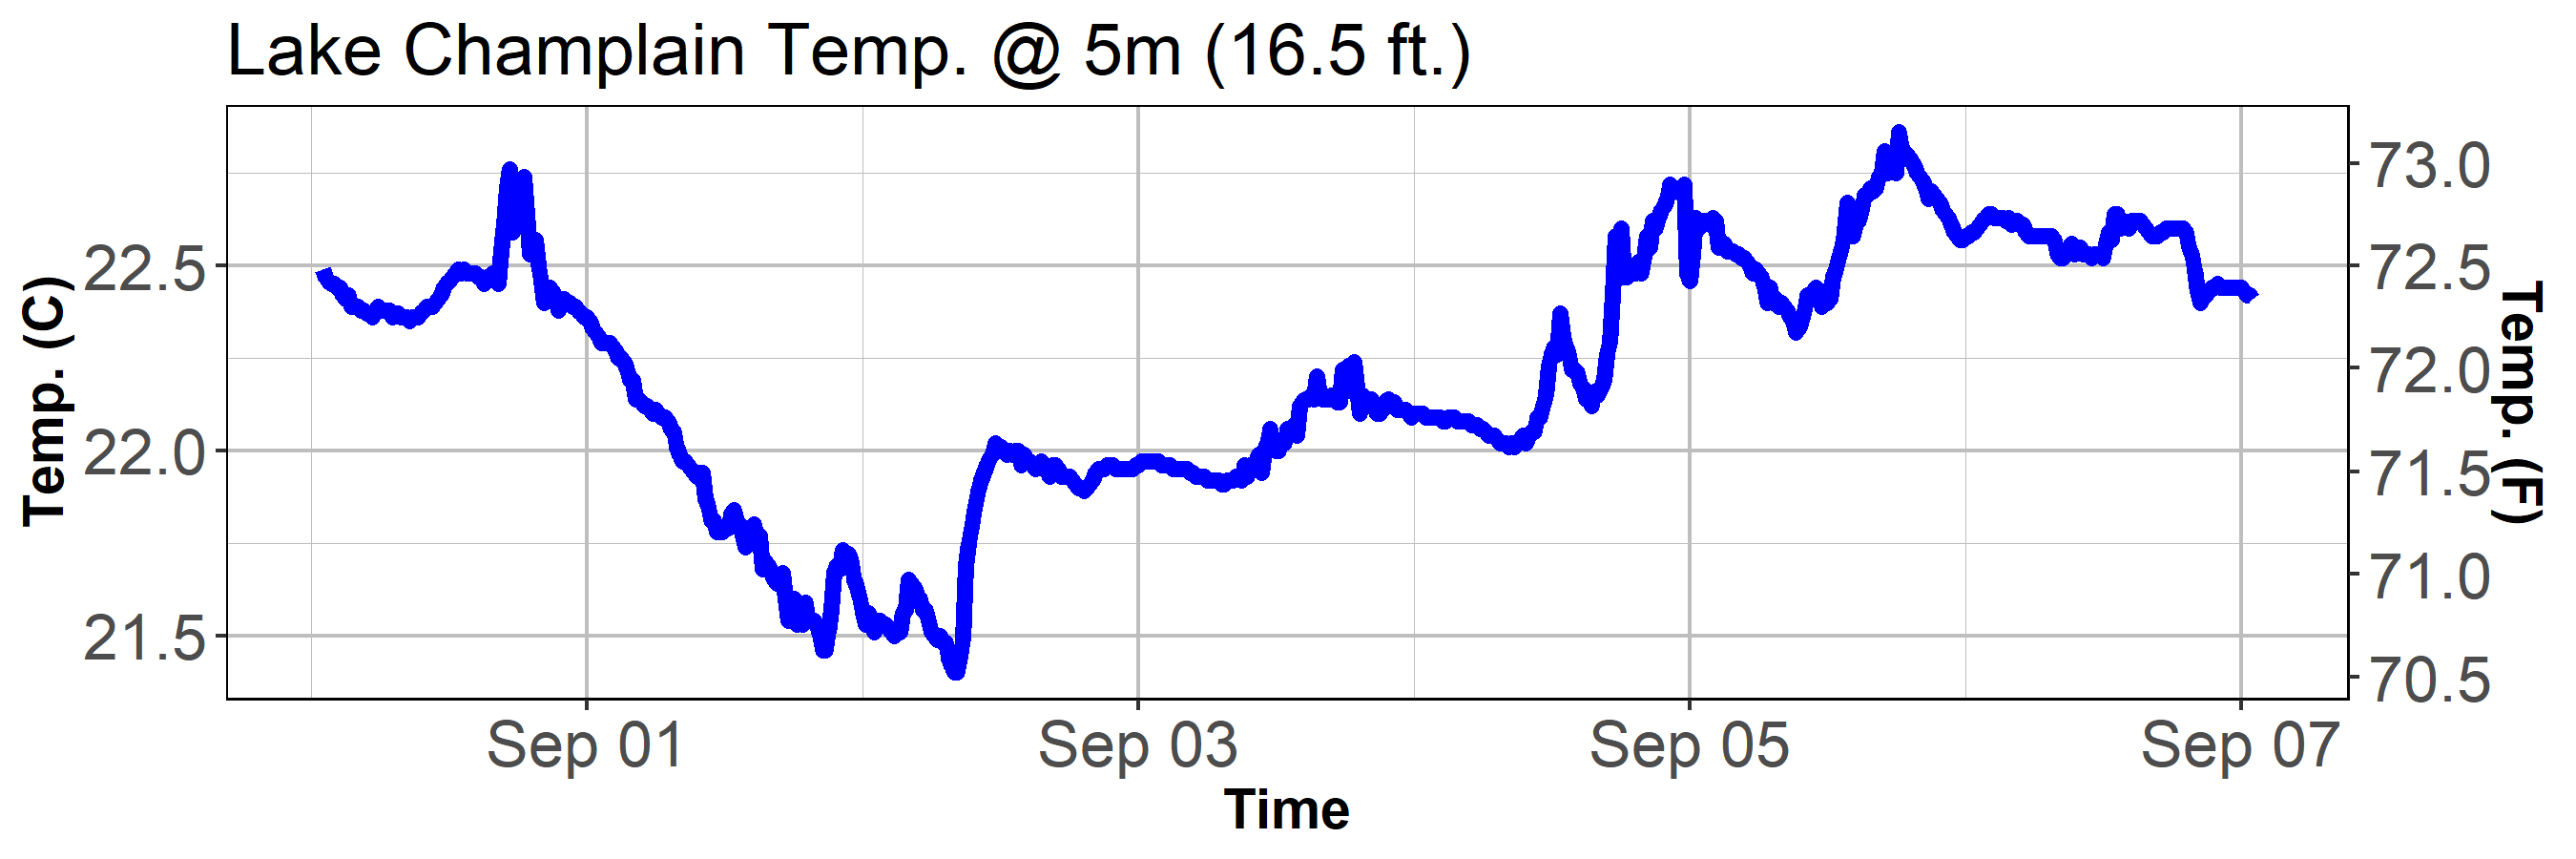 Lake Champlain Temp. @ 5m (16.5 ft.)
Temp. (C)
22.5
22.0
21.5
73.0
72.5
72.0
71.5
71.0
70.5
Temp. (F)
Sep 01 Sep 03 Sep 05 Sep 07
Time